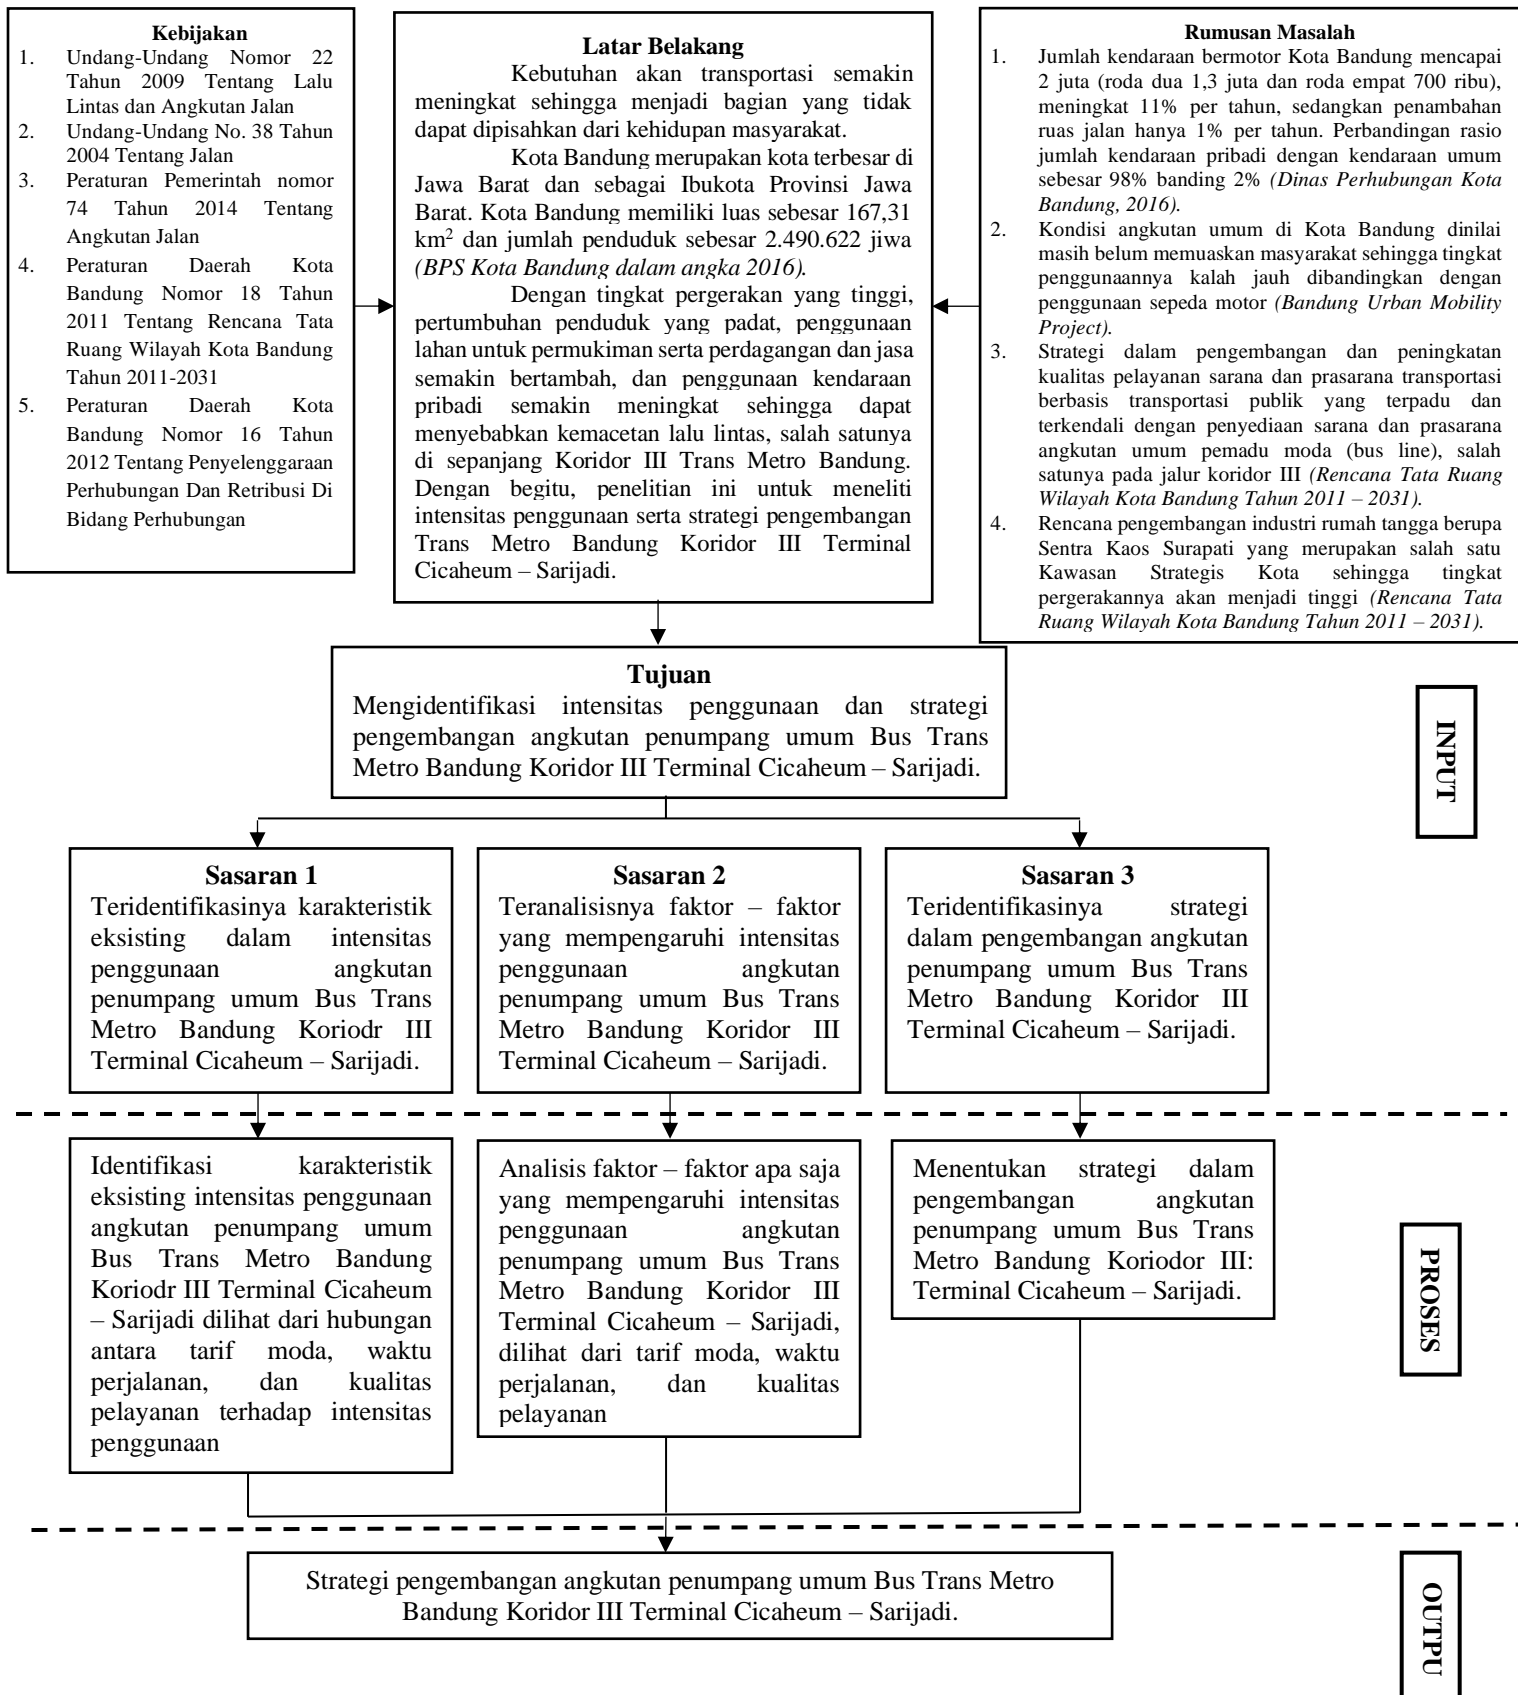 Kebijakan
1. Undang-Undang Nomor 22
Tahun 2009 Tentang Lalu
Lintas dan Angkutan Jalan
2. Undang-Undang No. 38 Tahun
2004 Tentang Jalan
3. Peraturan Pemerintah nomor
74 Tahun 2014 Tentang
Angkutan Jalan
4. Peraturan Daerah Kota
Bandung Nomor 18 Tahun
2011 Tentang Rencana Tata
Ruang Wilayah Kota Bandung
Tahun 2011-2031
5. Peraturan Daerah Kota
Bandung Nomor 16 Tahun
2012 Tentang Penyelenggaraan
Perhubungan Dan Retribusi Di
Bidang Perhubungan
Latar Belakang
Kebutuhan akan transportasi semakin
meningkat sehingga menjadi bagian yang tidak
dapat dipisahkan dari kehidupan masyarakat.
Kota Bandung merupakan kota terbesar di
Jawa Barat dan sebagai Ibukota Provinsi Jawa
Barat. Kota Bandung memiliki luas sebesar 167,31
km² dan jumlah penduduk sebesar 2.490.622 jiwa
(BPS Kota Bandung dalam angka 2016).
Dengan tingkat pergerakan yang tinggi,
pertumbuhan penduduk yang padat, penggunaan
lahan untuk permukiman serta perdagangan dan jasa
semakin bertambah, dan penggunaan kendaraan
pribadi semakin meningkat sehingga dapat
menyebabkan kemacetan lalu lintas, salah satunya
di sepanjang Koridor III Trans Metro Bandung.
Dengan begitu, penelitian ini untuk meneliti
intensitas penggunaan serta strategi pengembangan
Trans Metro Bandung Koridor III Terminal
Cicaheum – Sarijadi.
Rumusan Masalah
1. Jumlah kendaraan bermotor Kota Bandung mencapai
2 juta (roda dua 1,3 juta dan roda empat 700 ribu),
meningkat 11% per tahun, sedangkan penambahan
ruas jalan hanya 1% per tahun. Perbandingan rasio
jumlah kendaraan pribadi dengan kendaraan umum
sebesar 98% banding 2% (Dinas Perhubungan Kota
Bandung, 2016).
2. Kondisi angkutan umum di Kota Bandung dinilai
masih belum memuaskan masyarakat sehingga tingkat
penggunaannya kalah jauh dibandingkan dengan
penggunaan sepeda motor (Bandung Urban Mobility
Project).
3. Strategi dalam pengembangan dan peningkatan
kualitas pelayanan sarana dan prasarana transportasi
berbasis transportasi publik yang terpadu dan
terkendali dengan penyediaan sarana dan prasarana
angkutan umum pemadu moda (bus line), salah
satunya pada jalur koridor III (Rencana Tata Ruang
Wilayah Kota Bandung Tahun 2011 – 2031).
4. Rencana pengembangan industri rumah tangga berupa
Sentra Kaos Surapati yang merupakan salah satu
Kawasan Strategis Kota sehingga tingkat
pergerakannya akan menjadi tinggi (Rencana Tata
Ruang Wilayah Kota Bandung Tahun 2011 – 2031).
Tujuan
Mengidentifikasi intensitas penggunaan dan strategi
pengembangan angkutan penumpang umum Bus Trans
Metro Bandung Koridor III Terminal Cicaheum – Sarijadi.
INPUT
Sasaran 1
Teridentifikasinya karakteristik
eksisting dalam intensitas
penggunaan angkutan
penumpang umum Bus Trans
Metro Bandung Koriodr III
Terminal Cicaheum – Sarijadi.
Sasaran 2
Teranalisisnya faktor – faktor
yang mempengaruhi intensitas
penggunaan angkutan
penumpang umum Bus Trans
Metro Bandung Koridor III
Terminal Cicaheum – Sarijadi.
Sasaran 3
Teridentifikasinya strategi
dalam pengembangan angkutan
penumpang umum Bus Trans
Metro Bandung Koridor III
Terminal Cicaheum – Sarijadi.
Identifikasi karakteristik
eksisting intensitas penggunaan
angkutan penumpang umum
Bus Trans Metro Bandung
Koriodr III Terminal Cicaheum
– Sarijadi dilihat dari hubungan
antara tarif moda, waktu
perjalanan, dan kualitas
pelayanan terhadap intensitas
penggunaan
Analisis faktor – faktor apa saja
yang mempengaruhi intensitas
penggunaan angkutan
penumpang umum Bus Trans
Metro Bandung Koridor III
Terminal Cicaheum – Sarijadi,
dilihat dari tarif moda, waktu
perjalanan, dan kualitas
pelayanan
Menentukan strategi dalam
pengembangan angkutan
penumpang umum Bus Trans
Metro Bandung Koriodor III:
Terminal Cicaheum – Sarijadi.
PROSES
Strategi pengembangan angkutan penumpang umum Bus Trans Metro
Bandung Koridor III Terminal Cicaheum – Sarijadi.
OUTPU